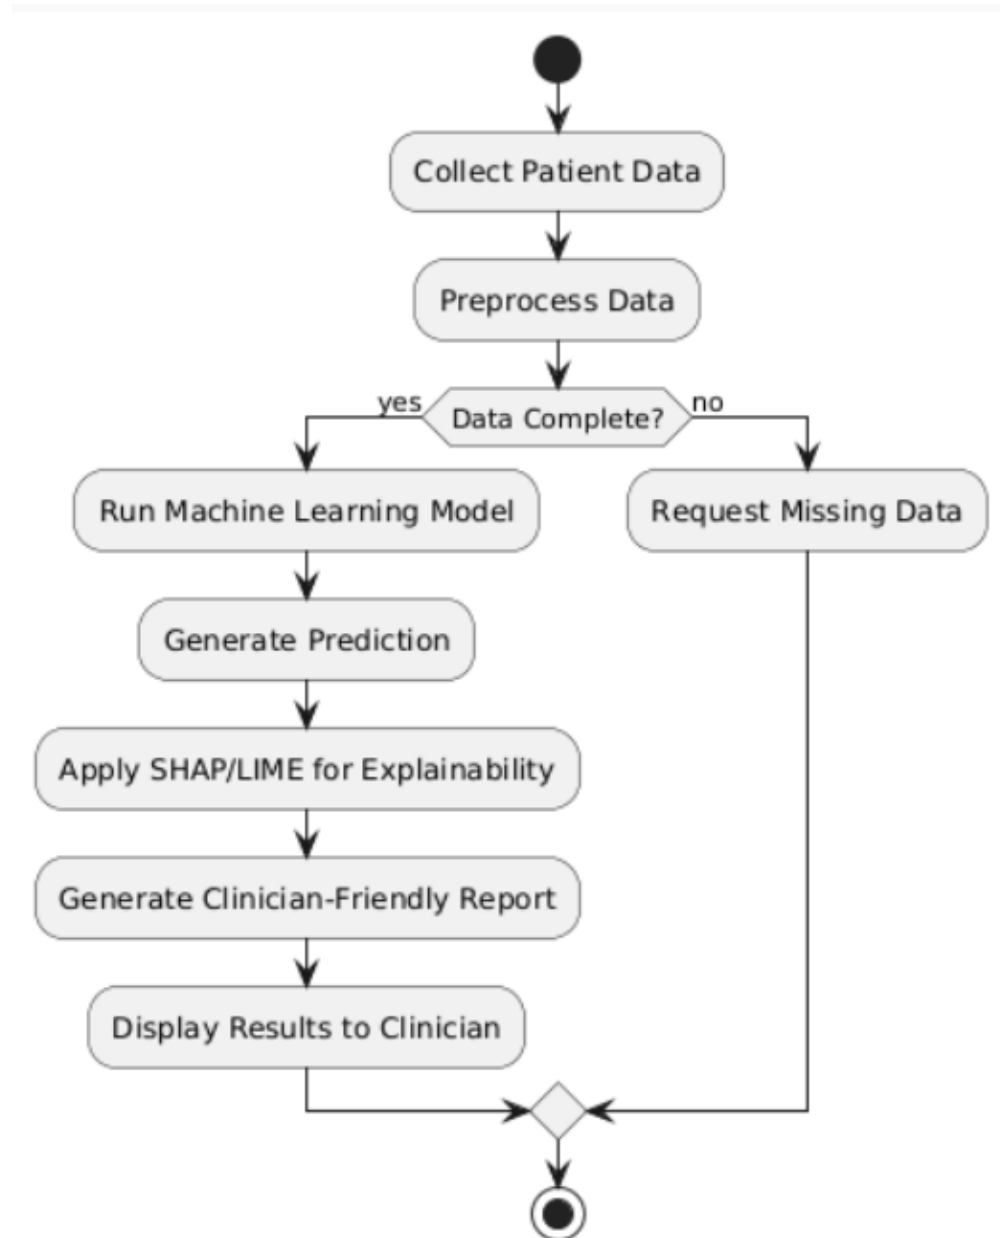 Collect Patient Data
Preprocess Data
yes
Data Complete?
no
Run Machine Learning Model
Request Missing Data
Generate Prediction
Apply SHAP/LIME for Explainability
Generate Clinician-Friendly Report
Display Results to Clinician